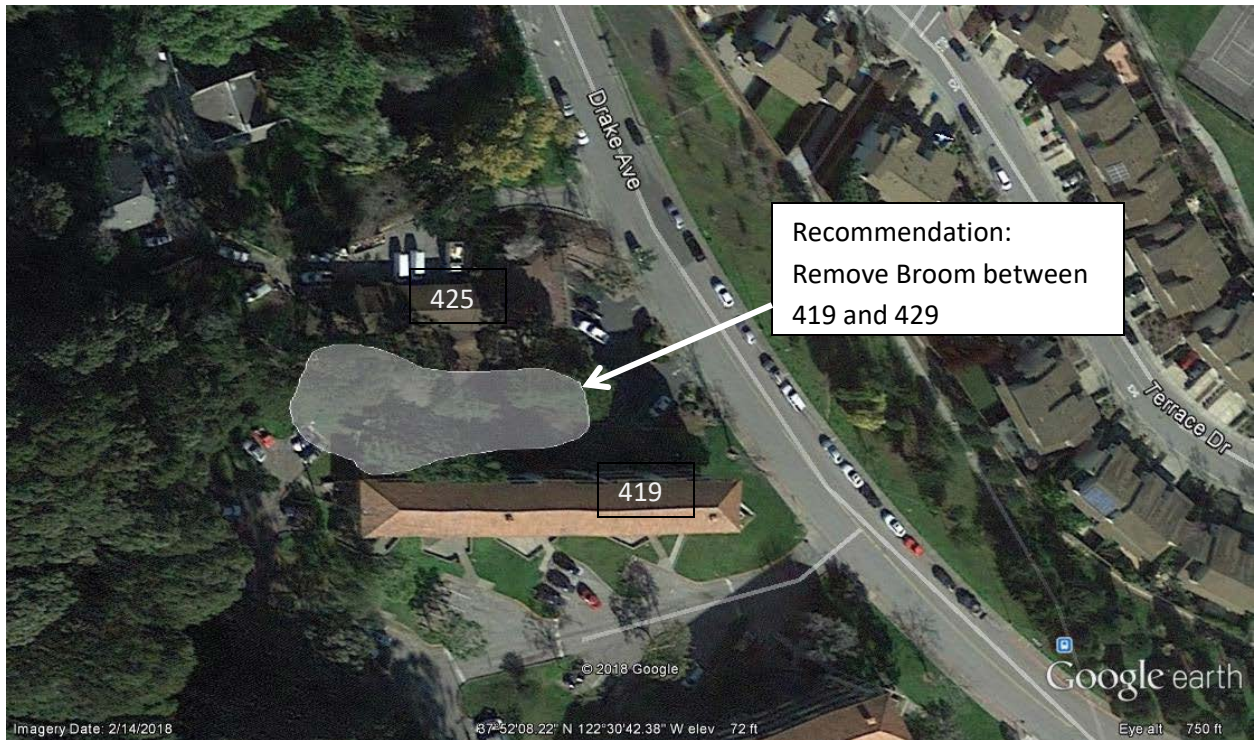 Drake Ave
Recommendation:
Remove Broom between
419 and 429
425
Terrace Dr
419
© 2018 Google
Google earth
Imagery Date: 2/14/2018
37°52'08.22" N 122°30'42.38" W elev 72 ft
Eye alt 750 ft